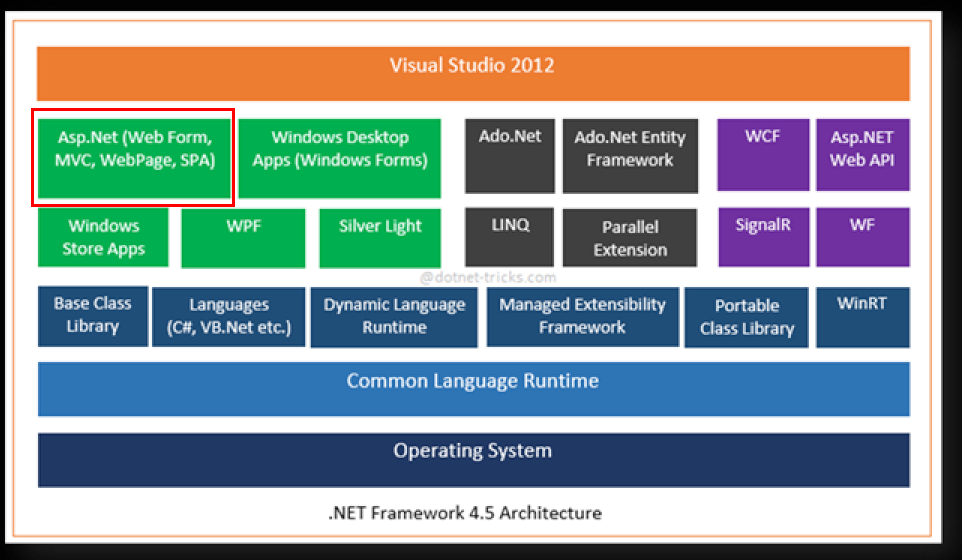 Visual Studio 2012
Asp.Net (Web Form,
MVC, WebPage, SPA)
Windows Desktop
Apps (Windows Forms)
Ado.Net
Ado.Net Entity
Framework
WCF
Asp.NET
Web API
Windows
Store Apps
WPF
Silver Light
LINQ
Parallel
Extension
SignalR
WF
@dotnet-tricks.com
Base Class
Library
Languages
(C#, VB.Net etc.)
Dynamic Language
Runtime
Managed Extensibility
Framework
Portable
Class Library
WinRT
Common Language Runtime
Operating System
.NET Framework 4.5 Architecture